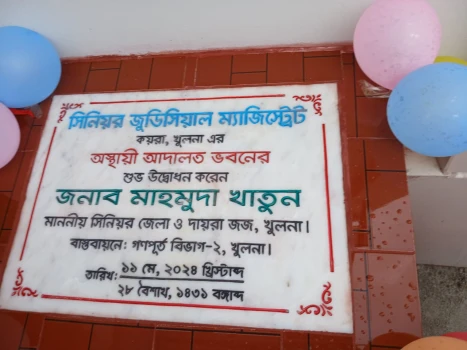 সিনিয়র জুডিসিয়াল ম্যাজিস্ট্রেট
কয়রা, খুলনা এর
অস্থায়ী আদালত ভবনের
শুভ উদ্বোধন করেন
জনাব মাহমুদা খাতুন
মাননীয় সিনিয়র জেলা ও দায়রা জজ, খুলনা।
বাস্তবায়নে: গণপূর্ত বিভাগ-২, খুলনা।
তারিখ: ১১ মে, ২০২৪ খ্রিস্টাব্দ
২৮ বৈশাখ, ১৪৩১ বঙ্গাব্দ